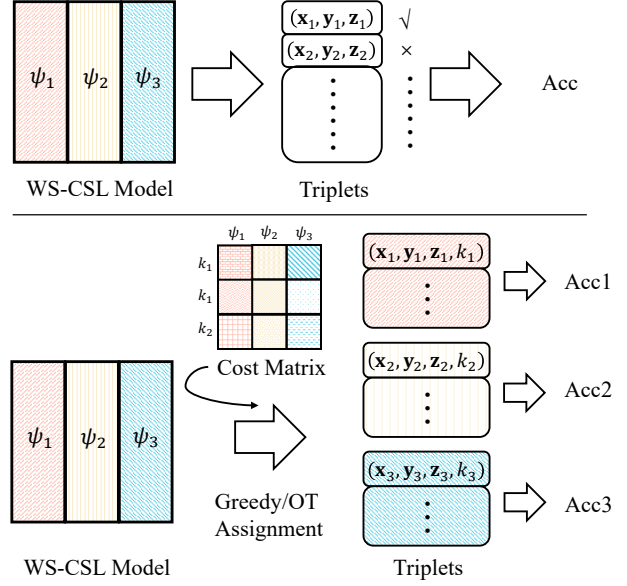 ψ₁ ψ₂ ψ₃
WS-CSL Model
(x₁, y₁, z₁) √
(x₂, y₂, z₂) ×
Triplets
Acc
ψ₁ ψ₂ ψ₃
k₁
k₁
k₂
Cost Matrix
ψ₁ ψ₂ ψ₃
WS-CSL Model
Greedy/OT
Assignment
(x₁, y₁, z₁, k₁)
Acc1
(x₂, y₂, z₂, k₂)
Acc2
(x₃, y₃, z₃, k₃)
Acc3
Triplets